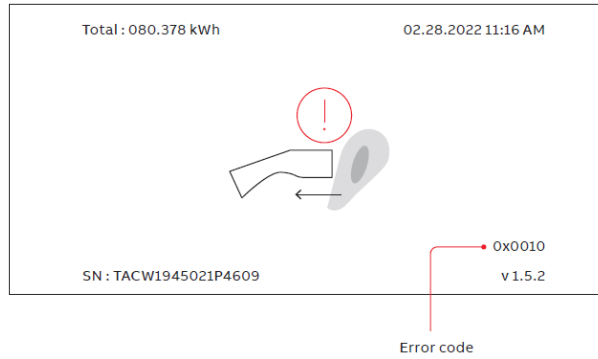 Total : 080.378 kWh
02.28.2022 11:16 AM
!
0x0010
SN : TACW1945021P4609
v 1.5.2
Error code